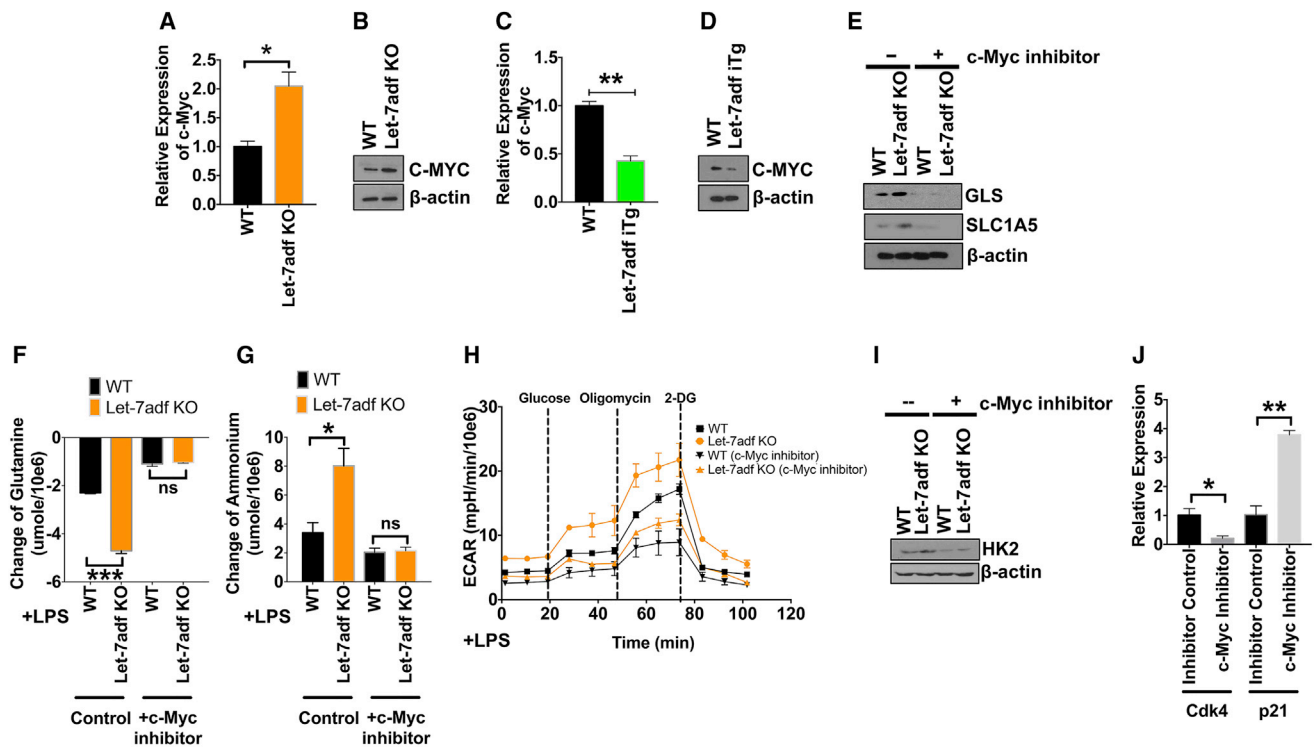 A
Relative Expression
of c-Myc
2.5
2.0
1.5
1.0
0.5
0.0
*
WT
Let-7adf KO
B
WT
Let-7adf KO
C-MYC
β-actin
C
Relative Expression
of c-Myc
1.5
1.0
0.5
0.0
**
WT
Let-7adf iTg
D
WT
Let-7adf iTg
C-MYC
β-actin
E
– + c-Myc inhibitor
WT
Let-7adf KO
WT
Let-7adf KO
GLS
SLC1A5
β-actin
F
WT
Let-7adf KO
Change of Glutamine
(umole/10e6)
0
-2
-4
-6
***
ns
+LPS
WT
Let-7adf KO
WT
Let-7adf KO
Control
+c-Myc
inhibitor
G
WT
Let-7adf KO
Change of Ammonium
(umole/10e6)
10
8
6
4
2
0
*
ns
+LPS
WT
Let-7adf KO
WT
Let-7adf KO
Control
+c-Myc
inhibitor
H
Glucose Oligomycin 2-DG
ECAR (mpH/min/10e6)
30
20
10
0
WT
Let-7adf KO
WT (c-Myc inhibitor)
Let-7adf KO (c-Myc inhibitor)
0 20 40 60 80 100 120
+LPS
Time (min)
I
-- + c-Myc inhibitor
WT
Let-7adf KO
WT
Let-7adf KO
HK2
β-actin
J
Relative Expression
5
4
3
2
1
0
*
**
Inhibitor Control
c-Myc Inhibitor
Inhibitor Control
c-Myc Inhibitor
Cdk4
p21